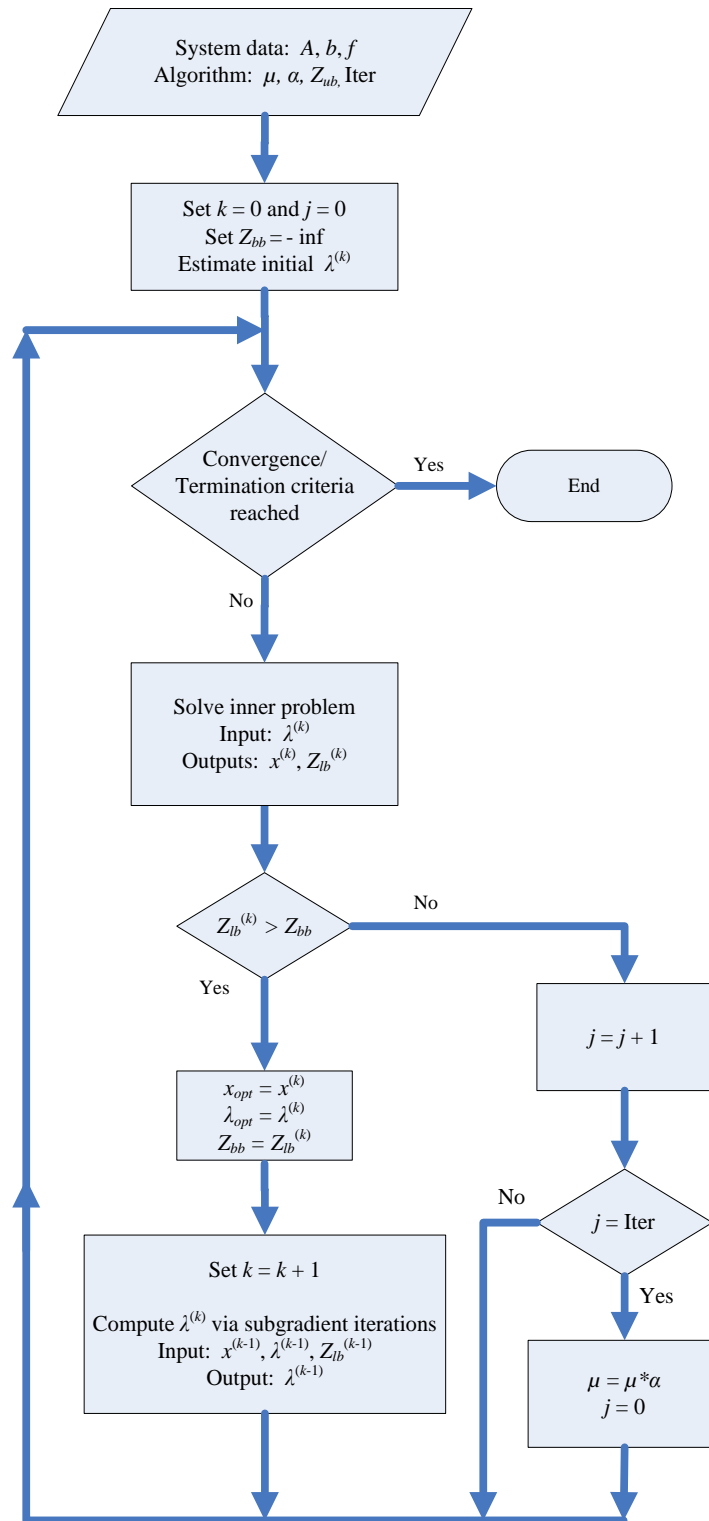 System data: A, b, f
Algorithm: μ, α, Z_ub, Iter
Set k = 0 and j = 0
Set Z_bb = - inf
Estimate initial λ^(k)
Convergence/
Termination criteria
reached
Yes
End
No
Solve inner problem
Input: λ^(k)
Outputs: x^(k), Z_lb^(k)
Z_lb^(k) > Z_bb
No
Yes
j = j + 1
x_opt = x^(k)
λ_opt = λ^(k)
Z_bb = Z_lb^(k)
No
j = Iter
Yes
Set k = k + 1
Compute λ^(k) via subgradient iterations
Input: x^(k-1), λ^(k-1), Z_lb^(k-1)
Output: λ^(k-1)
μ = μ*α
j = 0